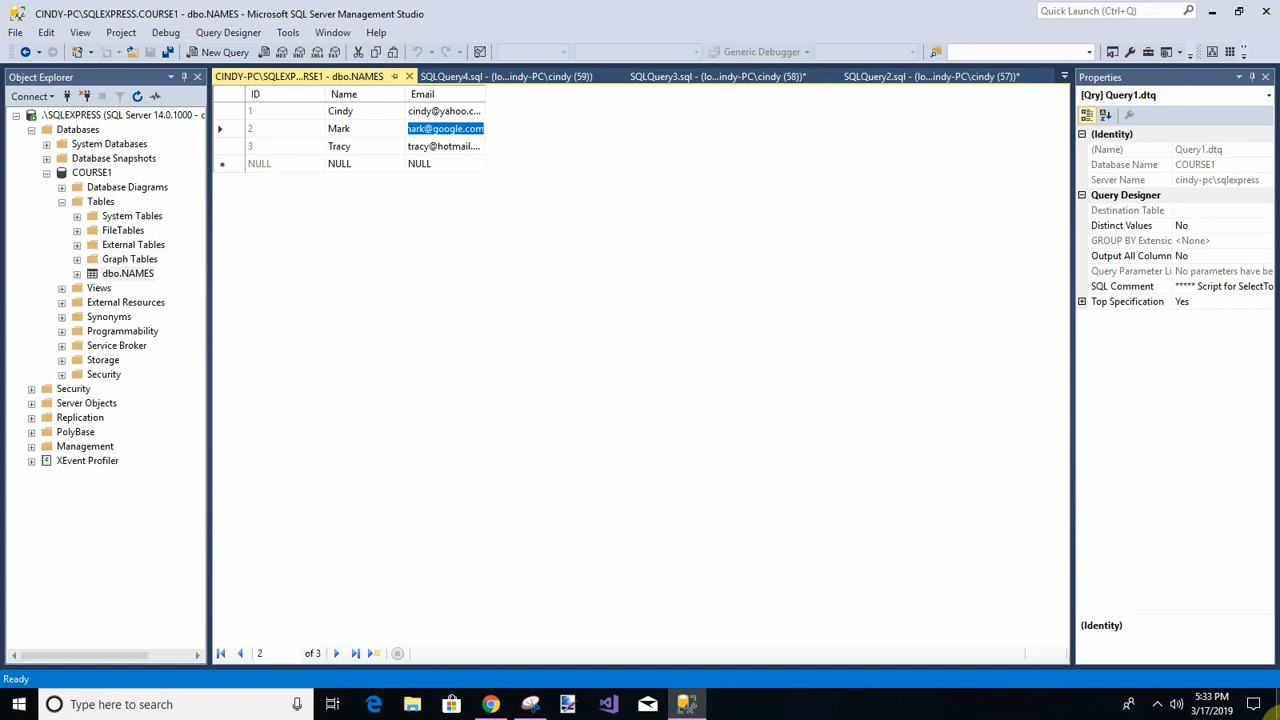 CINDY-PC\SQLEXPRESS.COURSE1 - dbo.NAMES - Microsoft SQL Server Management Studio
Quick Launch (Ctrl+Q)
File Edit View Project Debug Query Designer Tools Window Help
New Query
Generic Debugger
Object Explorer
CINDY-PC\SQLEXP...RSE1 - dbo.NAMES
SQLQuery4.sql - (lo...indy-PC\cindy (59))
SQLQuery3.sql - (lo...indy-PC\cindy (58))*
SQLQuery2.sql - (lo...indy-PC\cindy (57))*
Properties
Connect
.\SQLEXPRESS (SQL Server 14.0.1000 - c
Databases
System Databases
Database Snapshots
COURSE1
Database Diagrams
Tables
System Tables
FileTables
External Tables
Graph Tables
dbo.NAMES
Views
External Resources
Synonyms
Programmability
Service Broker
Storage
Security
Security
Server Objects
Replication
PolyBase
Management
XEvent Profiler
ID Name Email
1 Cindy cindy@yahoo.c...
2 Mark mark@google.com
3 Tracy tracy@hotmail....
NULL NULL NULL
2 of 3
[Qry] Query1.dtq
(Identity)
(Name) Query1.dtq
Database Name COURSE1
Server Name cindy-pc\sqlexpress
Query Designer
Destination Table
Distinct Values No
GROUP BY Extensio <None>
Output All Column No
Query Parameter Li No parameters have be
SQL Comment ***** Script for SelectTo
Top Specification Yes
(Identity)
Ready
Type here to search
5:33 PM
3/17/2019